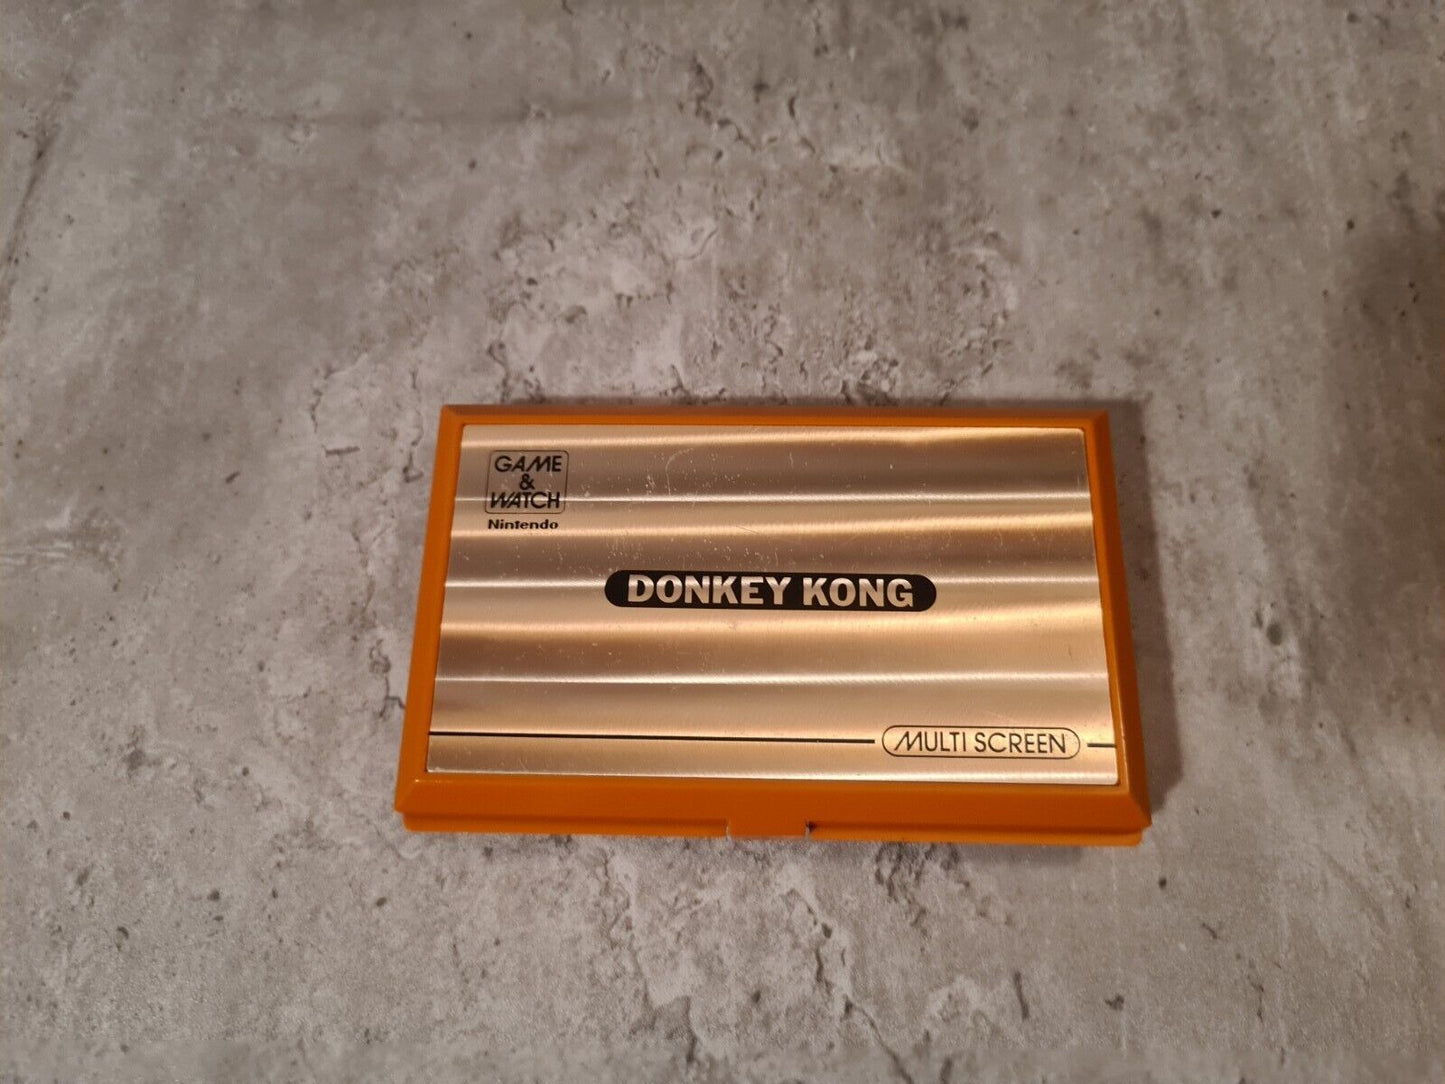 GAME
&
WATCH
Nintendo
DONKEY KONG
MULTI SCREEN